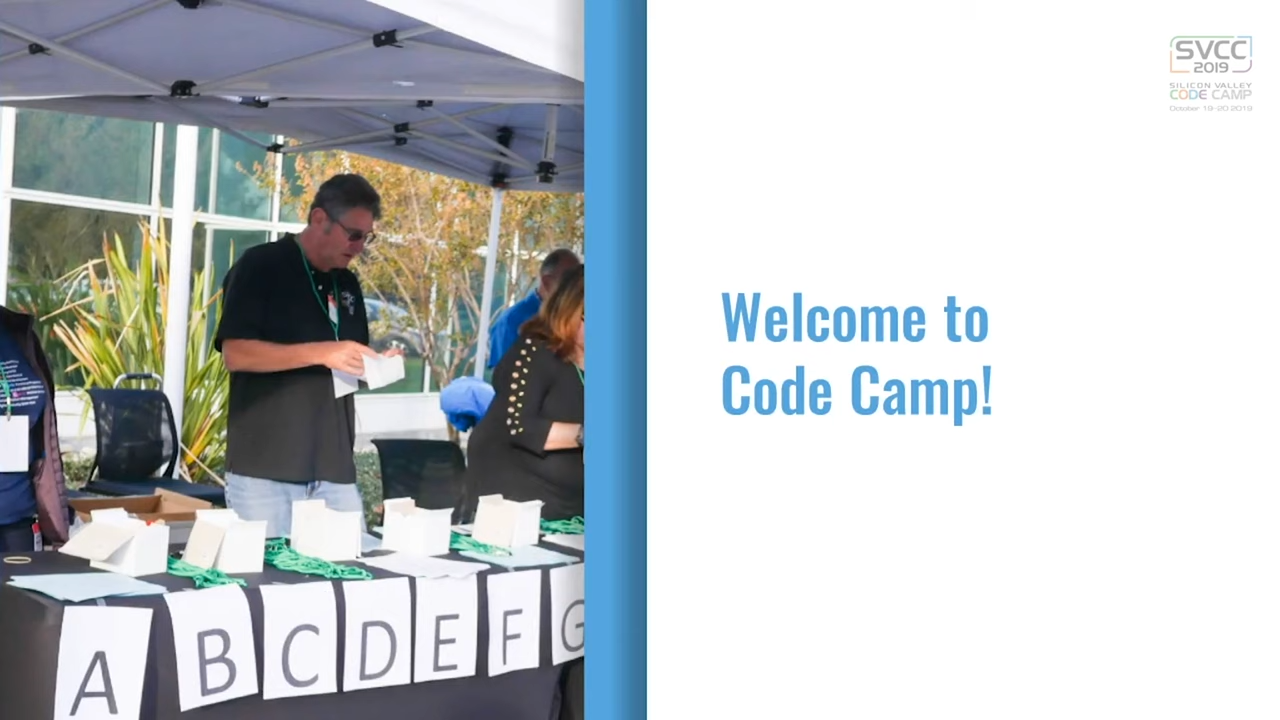 SVCC
2019
SILICON VALLEY
CODE CAMP
October 19-20 2019
Welcome to
Code Camp!
A B C D E F G